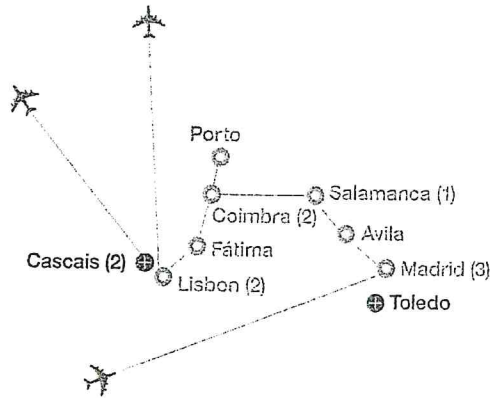 Porto
Salamanca (1)
Coimbra (2)
Avila
Fátima
Cascais (2)
Madrid (3)
Lisbon (2)
Toledo